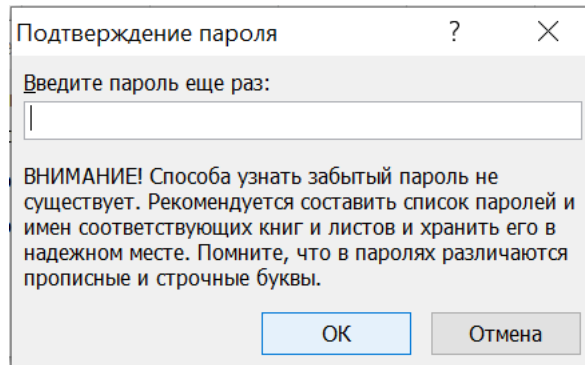 Подтверждение пароля ?
Введите пароль еще раз:
ВНИМАНИЕ! Способа узнать забытый пароль не
существует. Рекомендуется составить список паролей и
имен соответствующих книг и листов и хранить его в
надежном месте. Помните, что в паролях различаются
прописные и строчные буквы.
ОК Отмена